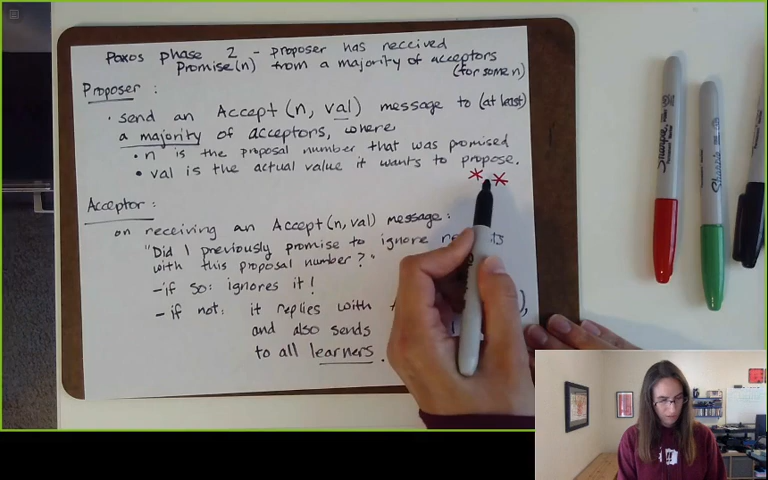 Paxos phase 2 - proposer has received
Promise(n) from a majority of acceptors
(for some n)
Proposer :
• send an Accept (n, val) message to (at least)
a majority of acceptors, where
• n is the proposal number that was promised
• val is the actual value it wants to propose.
**
Acceptor :
on receiving an Accept(n,val) message:
"Did I previously promise to ignore
with this proposal number?"
- if so: ignores it!
- if not: it replies with
and also sends
to all learners.
Sharpie
Sharpie